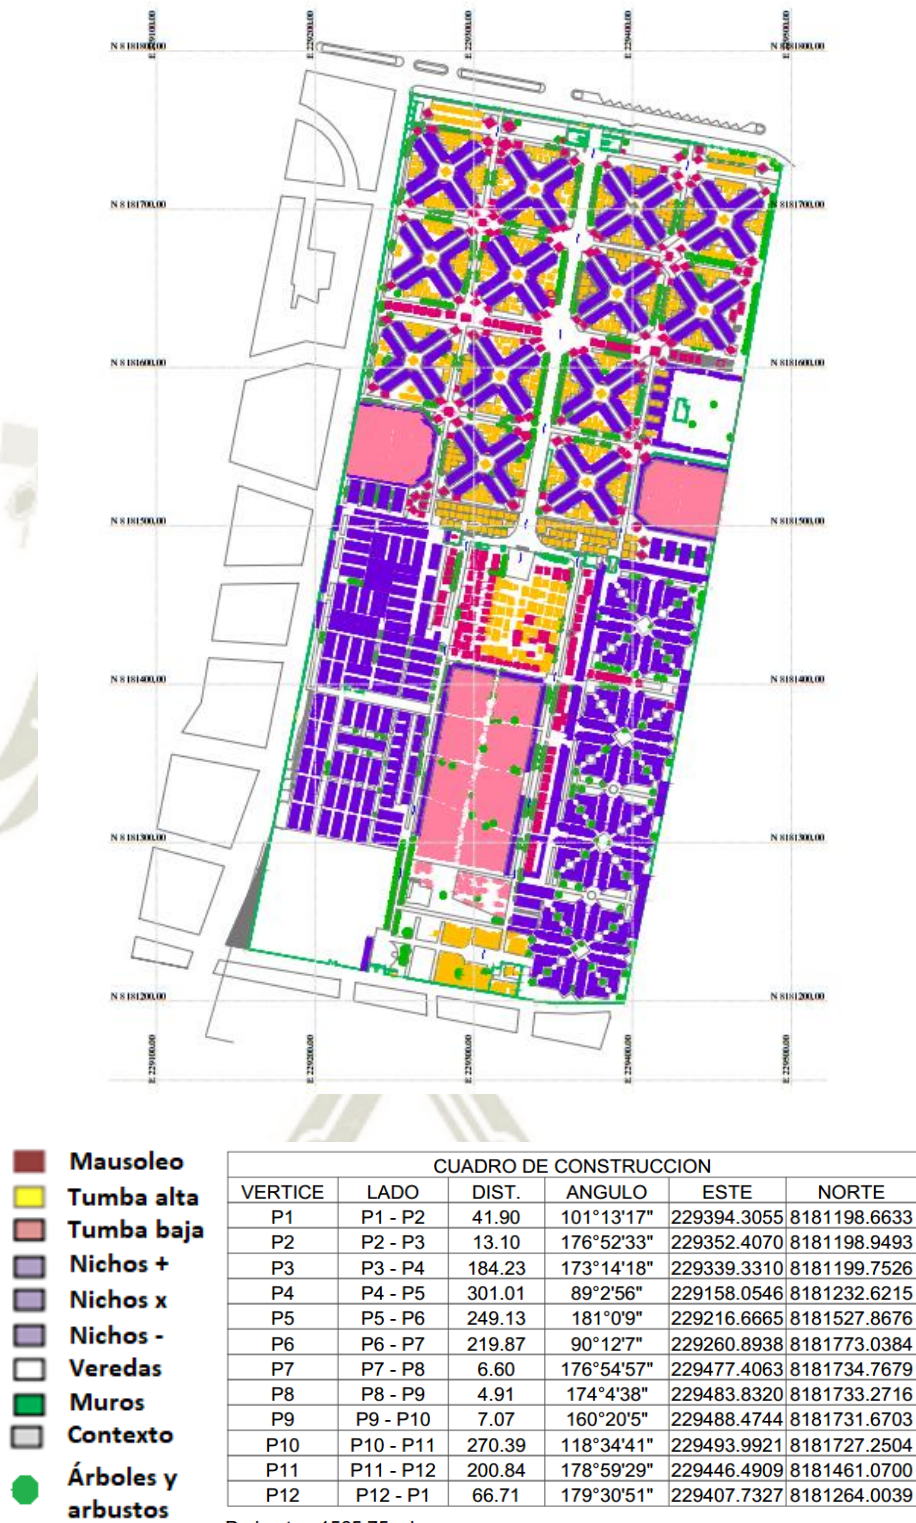 E 229100,00 E 229200,00 E 229300,00 E 229400,00 E 229500,00
N 8181800,00 N 8181800,00
N 8181700,00 N 8181700,00
N 8181600,00 N 8181600,00
N 8181500,00 N 8181500,00
N 8181400,00 N 8181400,00
N 8181300,00 N 8181300,00
N 8181200,00 N 8181200,00
E 229100,00 E 229200,00 E 229300,00 E 229400,00 E 229500,00
Mausoleo
Tumba alta
Tumba baja
Nichos +
Nichos x
Nichos -
Veredas
Muros
Contexto
Árboles y
arbustos
CUADRO DE CONSTRUCCION
VERTICE LADO DIST. ANGULO ESTE NORTE
P1 P1 - P2 41.90 101°13'17" 229394.3055 8181198.6633
P2 P2 - P3 13.10 176°52'33" 229352.4070 8181198.9493
P3 P3 - P4 184.23 173°14'18" 229339.3310 8181199.7526
P4 P4 - P5 301.01 89°2'56" 229158.0546 8181232.6215
P5 P5 - P6 249.13 181°0'9" 229216.6665 8181527.8676
P6 P6 - P7 219.87 90°12'7" 229260.8938 8181773.0384
P7 P7 - P8 6.60 176°54'57" 229477.4063 8181734.7679
P8 P8 - P9 4.91 174°4'38" 229483.8320 8181733.2716
P9 P9 - P10 7.07 160°20'5" 229488.4744 8181731.6703
P10 P10 - P11 270.39 118°34'41" 229493.9921 8181727.2504
P11 P11 - P12 200.84 178°59'29" 229446.4909 8181461.0700
P12 P12 - P1 66.71 179°30'51" 229407.7327 8181264.0039